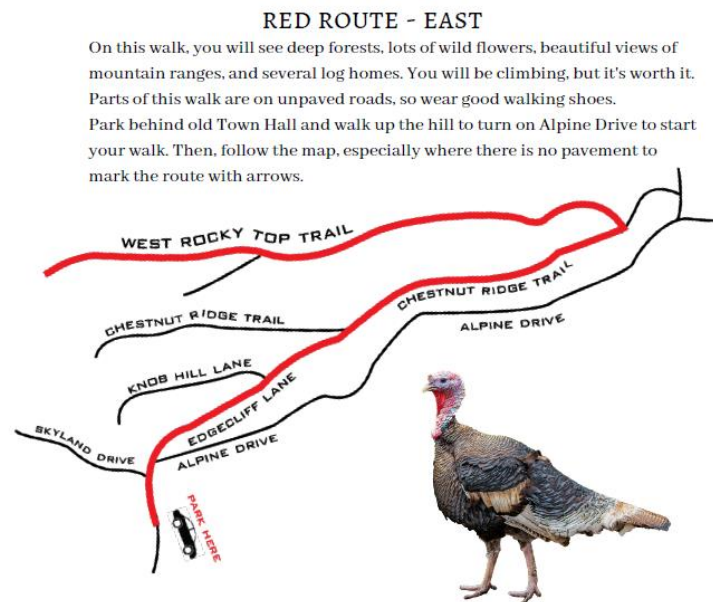 RED ROUTE - EAST
On this walk, you will see deep forests, lots of wild flowers, beautiful views of
mountain ranges, and several log homes. You will be climbing, but it's worth it.
Parts of this walk are on unpaved roads, so wear good walking shoes.
Park behind old Town Hall and walk up the hill to turn on Alpine Drive to start
your walk. Then, follow the map, especially where there is no pavement to
mark the route with arrows.
WEST ROCKY TOP TRAIL
CHESTNUT RIDGE TRAIL
CHESTNUT RIDGE TRAIL
ALPINE DRIVE
KNOB HILL LANE
EDGECLIFF LANE
SKYLAND DRIVE
ALPINE DRIVE
PARK HERE